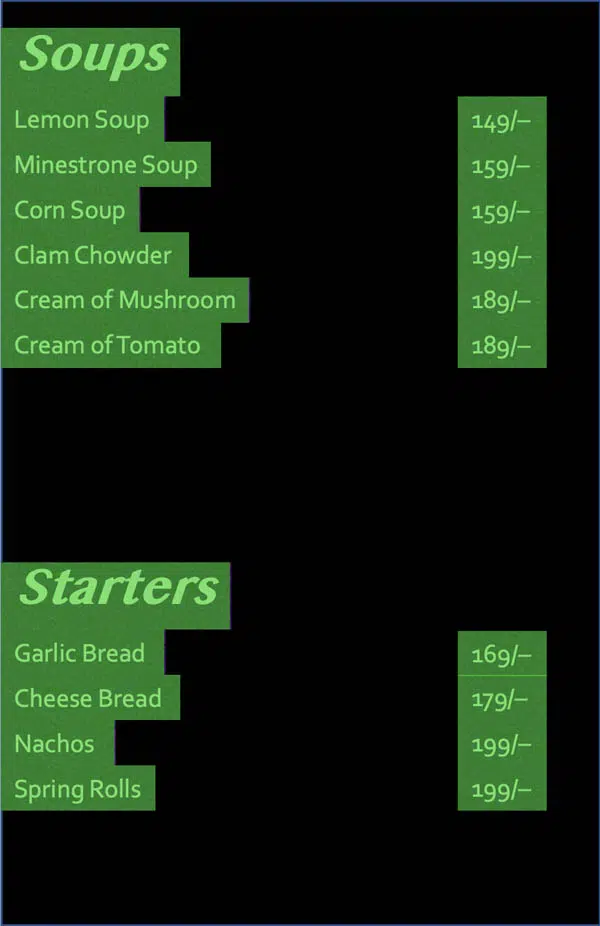 Soups
Lemon Soup 149/–
Minestrone Soup 159/–
Corn Soup 159/–
Clam Chowder 199/–
Cream of Mushroom 189/–
Cream of Tomato 189/–
Starters
Garlic Bread 169/–
Cheese Bread 179/–
Nachos 199/–
Spring Rolls 199/–